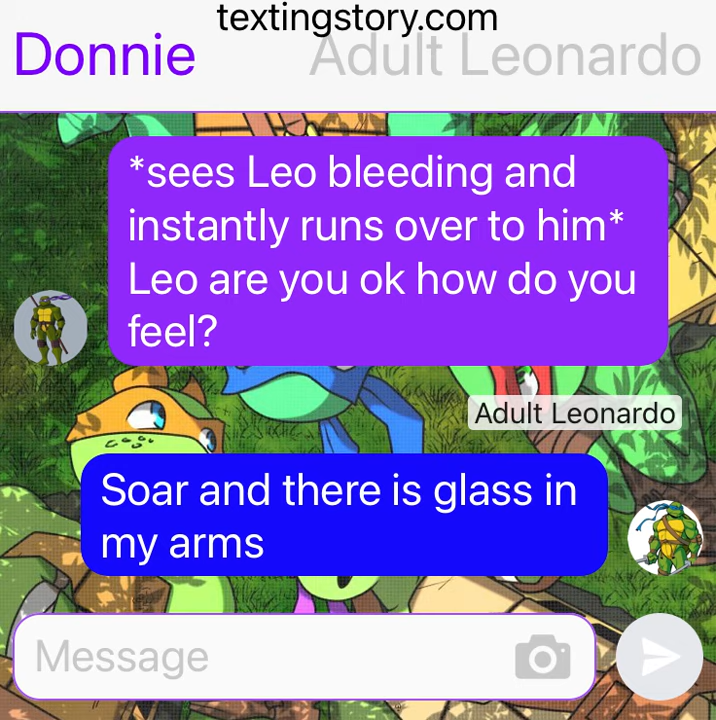 textingstory.com
Donnie
Adult Leonardo
*sees Leo bleeding and
instantly runs over to him*
Leo are you ok how do you
feel?
Adult Leonardo
Soar and there is glass in
my arms
Message